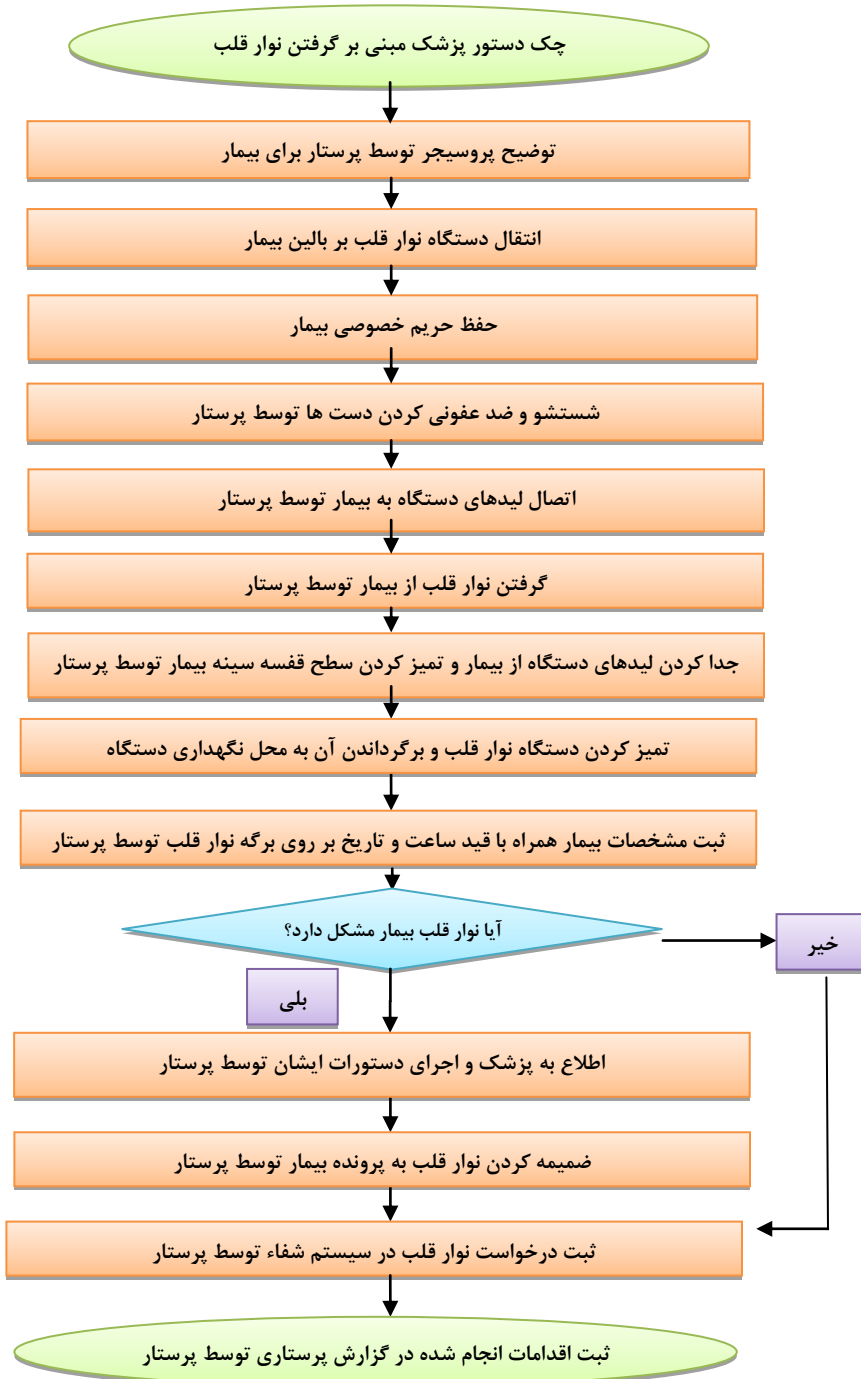 چک دستور پزشک مبنی بر گرفتن نوار قلب
توضیح پروسیجر توسط پرستار برای بیمار
انتقال دستگاه نوار قلب بر بالین بیمار
حفظ حریم خصوصی بیمار
شستشو و ضد عفونی کردن دست ها توسط پرستار
اتصال لیدهای دستگاه به بیمار توسط پرستار
گرفتن نوار قلب از بیمار توسط پرستار
جدا کردن لیدهای دستگاه از بیمار و تمیز کردن سطح قفسه سینه بیمار توسط پرستار
تمیز کردن دستگاه نوار قلب و برگرداندن آن به محل نگهداری دستگاه
ثبت مشخصات بیمار همراه با قید ساعت و تاریخ بر روی برگه نوار قلب توسط پرستار
آیا نوار قلب بیمار مشکل دارد؟
خیر
بلی
اطلاع به پزشک و اجرای دستورات ایشان توسط پرستار
ضمیمه کردن نوار قلب به پرونده بیمار توسط پرستار
ثبت درخواست نوار قلب در سیستم شفاء توسط پرستار
ثبت اقدامات انجام شده در گزارش پرستاری توسط پرستار